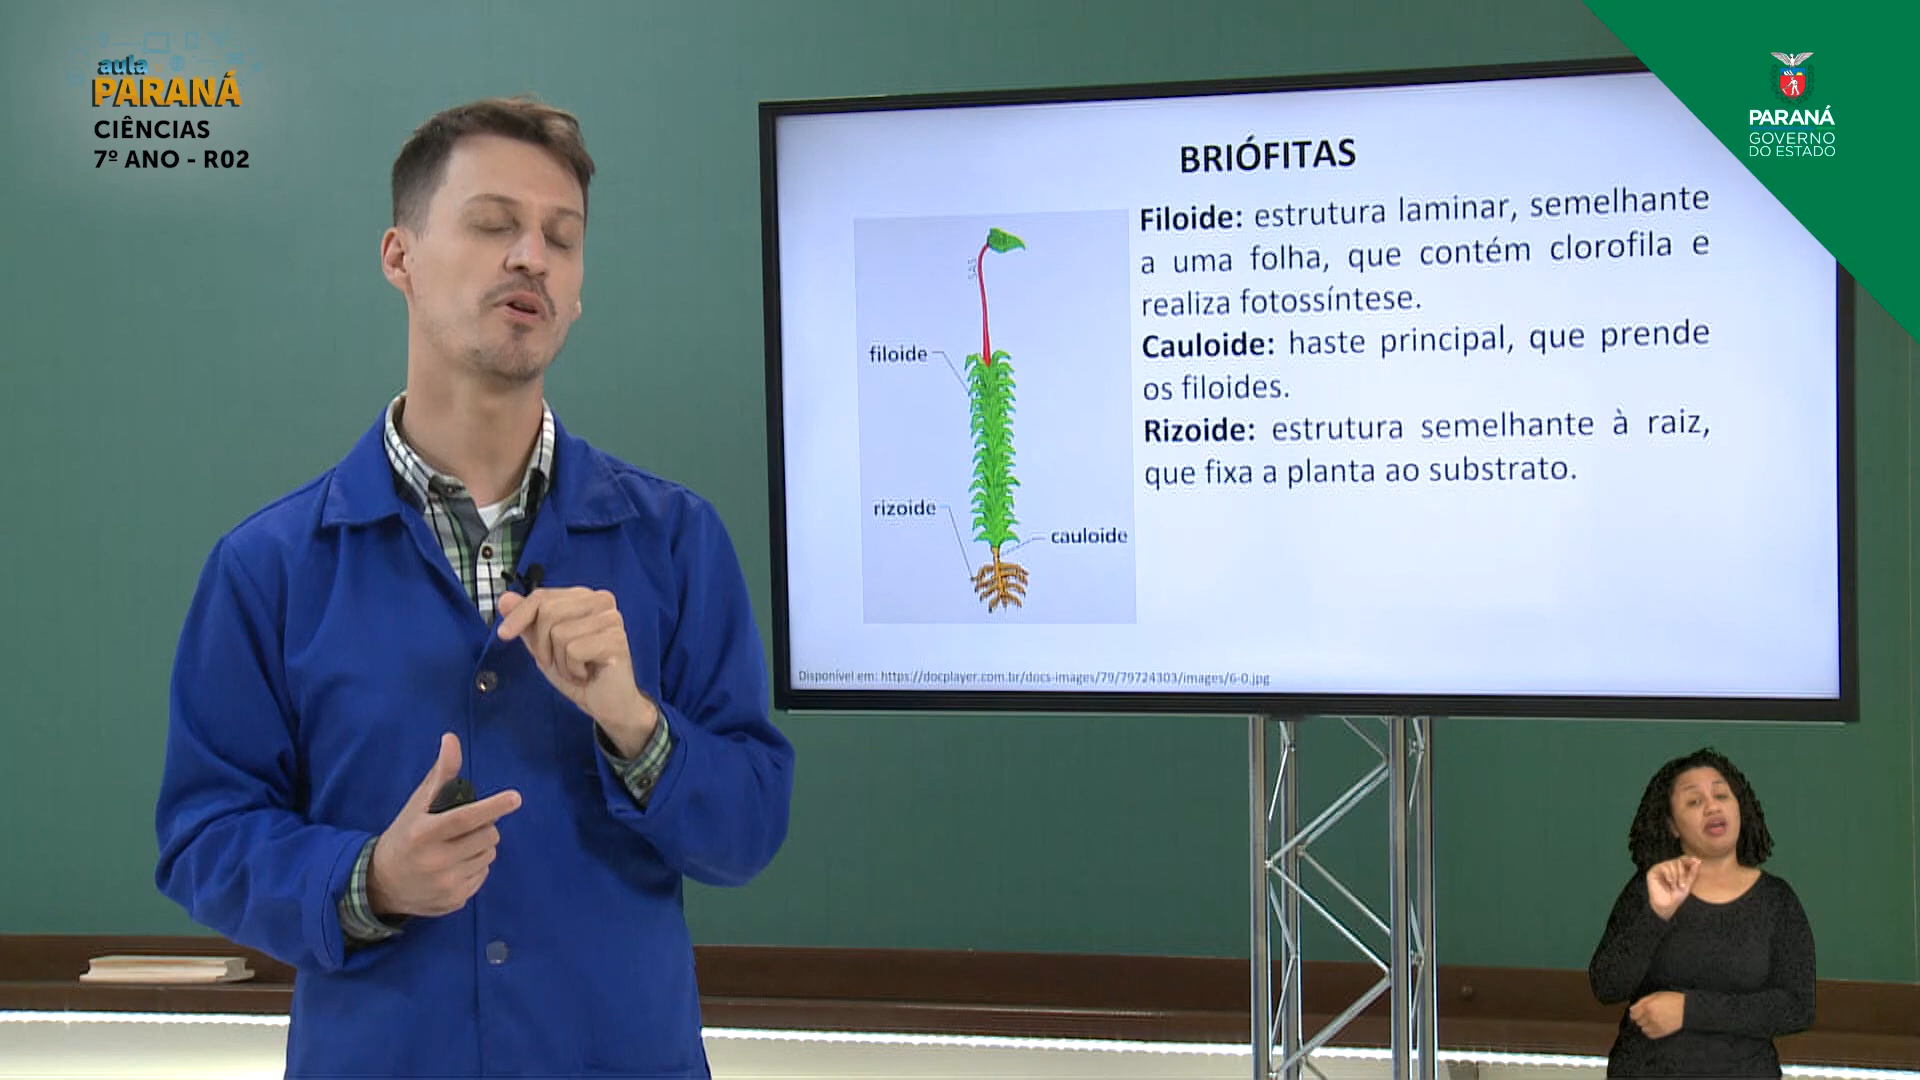 aula
PARANÁ
CIÊNCIAS
7º ANO - R02
PARANÁ
GOVERNO
DO ESTADO
BRIÓFITAS
Filoide: estrutura laminar, semelhante
a uma folha, que contém clorofila e
realiza fotossíntese.
Cauloide: haste principal, que prende
os filoides.
Rizoide: estrutura semelhante à raiz,
que fixa a planta ao substrato.
SAS
filoide
rizoide
cauloide
Disponível em: https://docplayer.com.br/docs-images/79/79724303/images/6-0.jpg